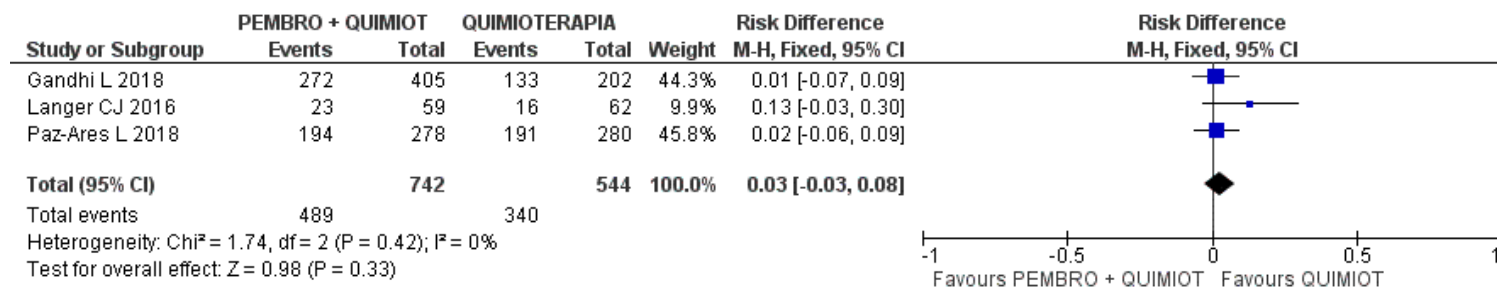 PEMBRO + QUIMIOT QUIMIOTERAPIA Risk Difference Risk Difference
Study or Subgroup Events Total Events Total Weight M-H, Fixed, 95% CI M-H, Fixed, 95% CI
Gandhi L 2018 272 405 133 202 44.3% 0.01 [-0.07, 0.09]
Langer CJ 2016 23 59 16 62 9.9% 0.13 [-0.03, 0.30]
Paz-Ares L 2018 194 278 191 280 45.8% 0.02 [-0.06, 0.09]
Total (95% CI) 742 544 100.0% 0.03 [-0.03, 0.08]
Total events 489 340
Heterogeneity: Chi² = 1.74, df = 2 (P = 0.42); I² = 0%
Test for overall effect: Z = 0.98 (P = 0.33)
-1 -0.5 0 0.5 1
Favours PEMBRO + QUIMIOT Favours QUIMIOT